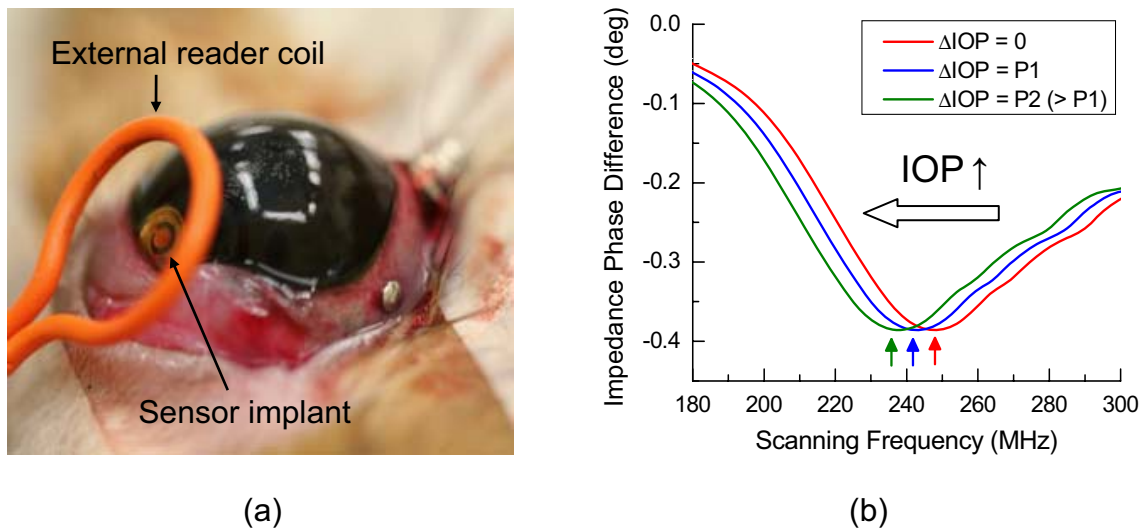 External reader coil
Sensor implant
(a)
0.0
-0.1
-0.2
-0.3
-0.4
Impedance Phase Difference (deg)
ΔIOP = 0
ΔIOP = P1
ΔIOP = P2 (> P1)
IOP ↑
180 200 220 240 260 280 300
Scanning Frequency (MHz)
(b)